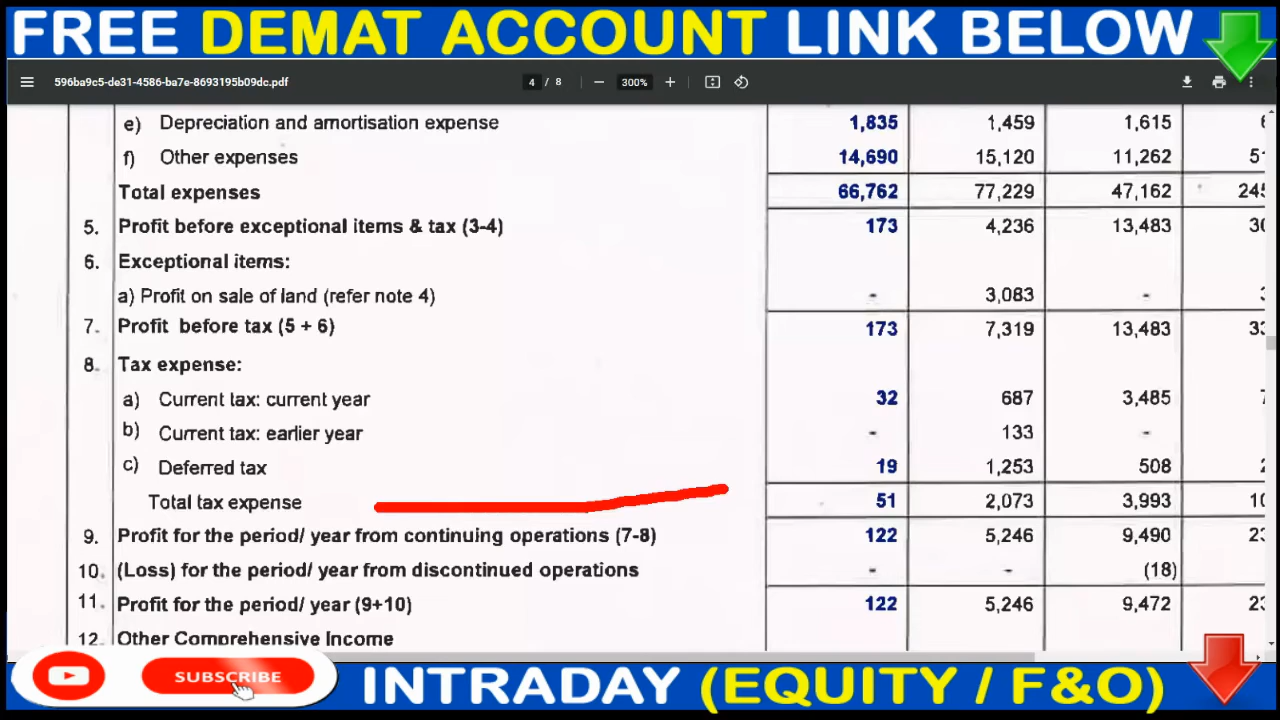 FREE DEMAT ACCOUNT LINK BELOW
596ba9c5-de31-4586-ba7e-8693195b09dc.pdf 4 / 8 — 300% +
e) Depreciation and amortisation expense 1,835 1,459 1,615
f) Other expenses 14,690 15,120 11,262
Total expenses 66,762 77,229 47,162
5. Profit before exceptional items & tax (3-4) 173 4,236 13,483
6. Exceptional items:
a) Profit on sale of land (refer note 4) - 3,083 -
7. Profit before tax (5 + 6) 173 7,319 13,483
8. Tax expense:
a) Current tax: current year 32 687 3,485
b) Current tax: earlier year - 133 -
c) Deferred tax 19 1,253 508
Total tax expense 51 2,073 3,993
9. Profit for the period/ year from continuing operations (7-8) 122 5,246 9,490
10. (Loss) for the period/ year from discontinued operations - - (18)
11. Profit for the period/ year (9+10) 122 5,246 9,472
12. Other Comprehensive Income
SUBSCRIBE
INTRADAY (EQUITY / F&O)